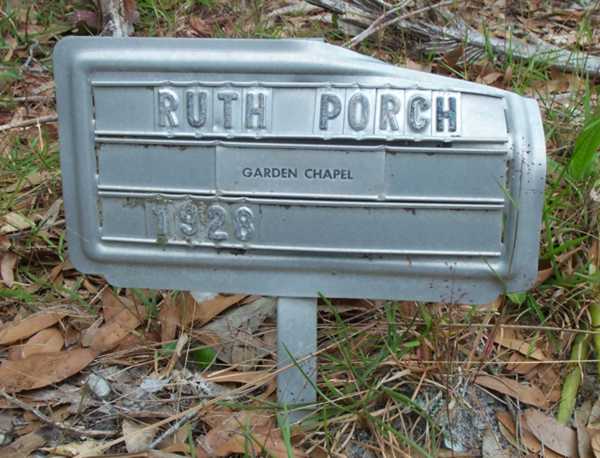 RUTH PORCH
GARDEN CHAPEL
1928